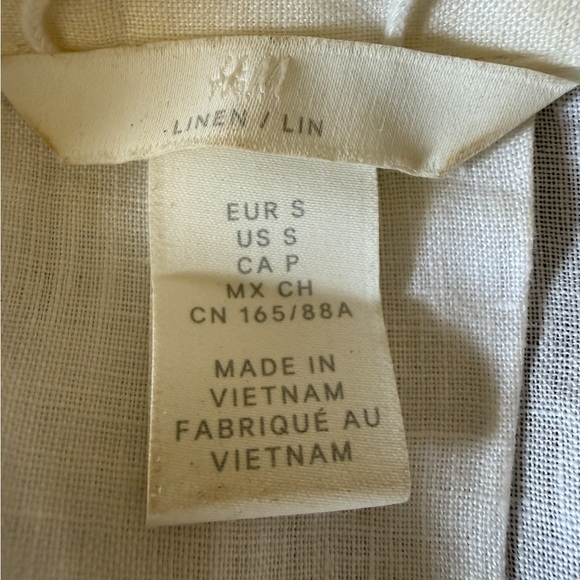 H&M
LINEN / LIN
EUR S
US S
CA P
MX CH
CN 165/88A
MADE IN
VIETNAM
FABRIQUÉ AU
VIETNAM